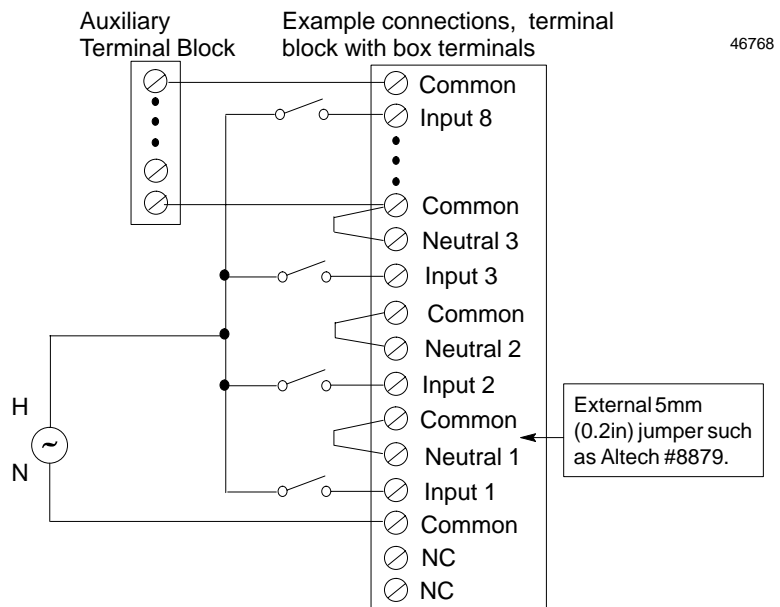 Auxiliary
Terminal Block
Example connections, terminal
block with box terminals
46768
Common
Input 8
Common
Neutral 3
Input 3
Common
Neutral 2
Input 2
Common
Neutral 1
Input 1
Common
NC
NC
H
~
N
External 5mm
(0.2in) jumper such
as Altech #8879.